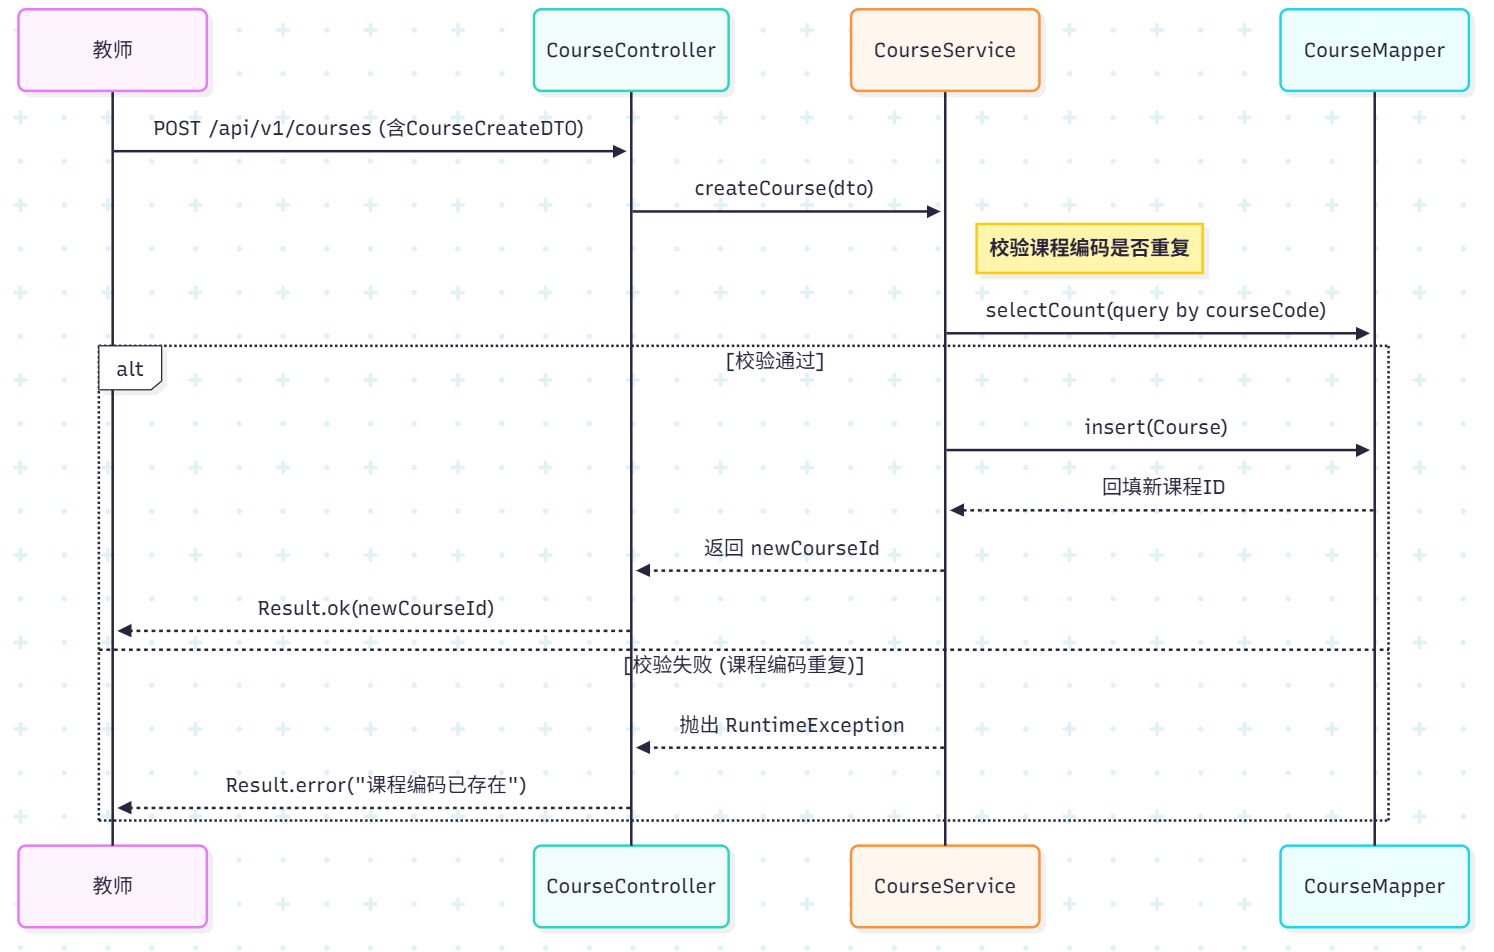 教师
CourseController
CourseService
CourseMapper
POST /api/v1/courses (含CourseCreateDTO)
createCourse(dto)
校验课程编码是否重复
selectCount(query by courseCode)
alt
[校验通过]
insert(Course)
回填新课程ID
返回 newCourseId
Result.ok(newCourseId)
[校验失败 (课程编码重复)]
抛出 RuntimeException
Result.error("课程编码已存在")
教师
CourseController
CourseService
CourseMapper